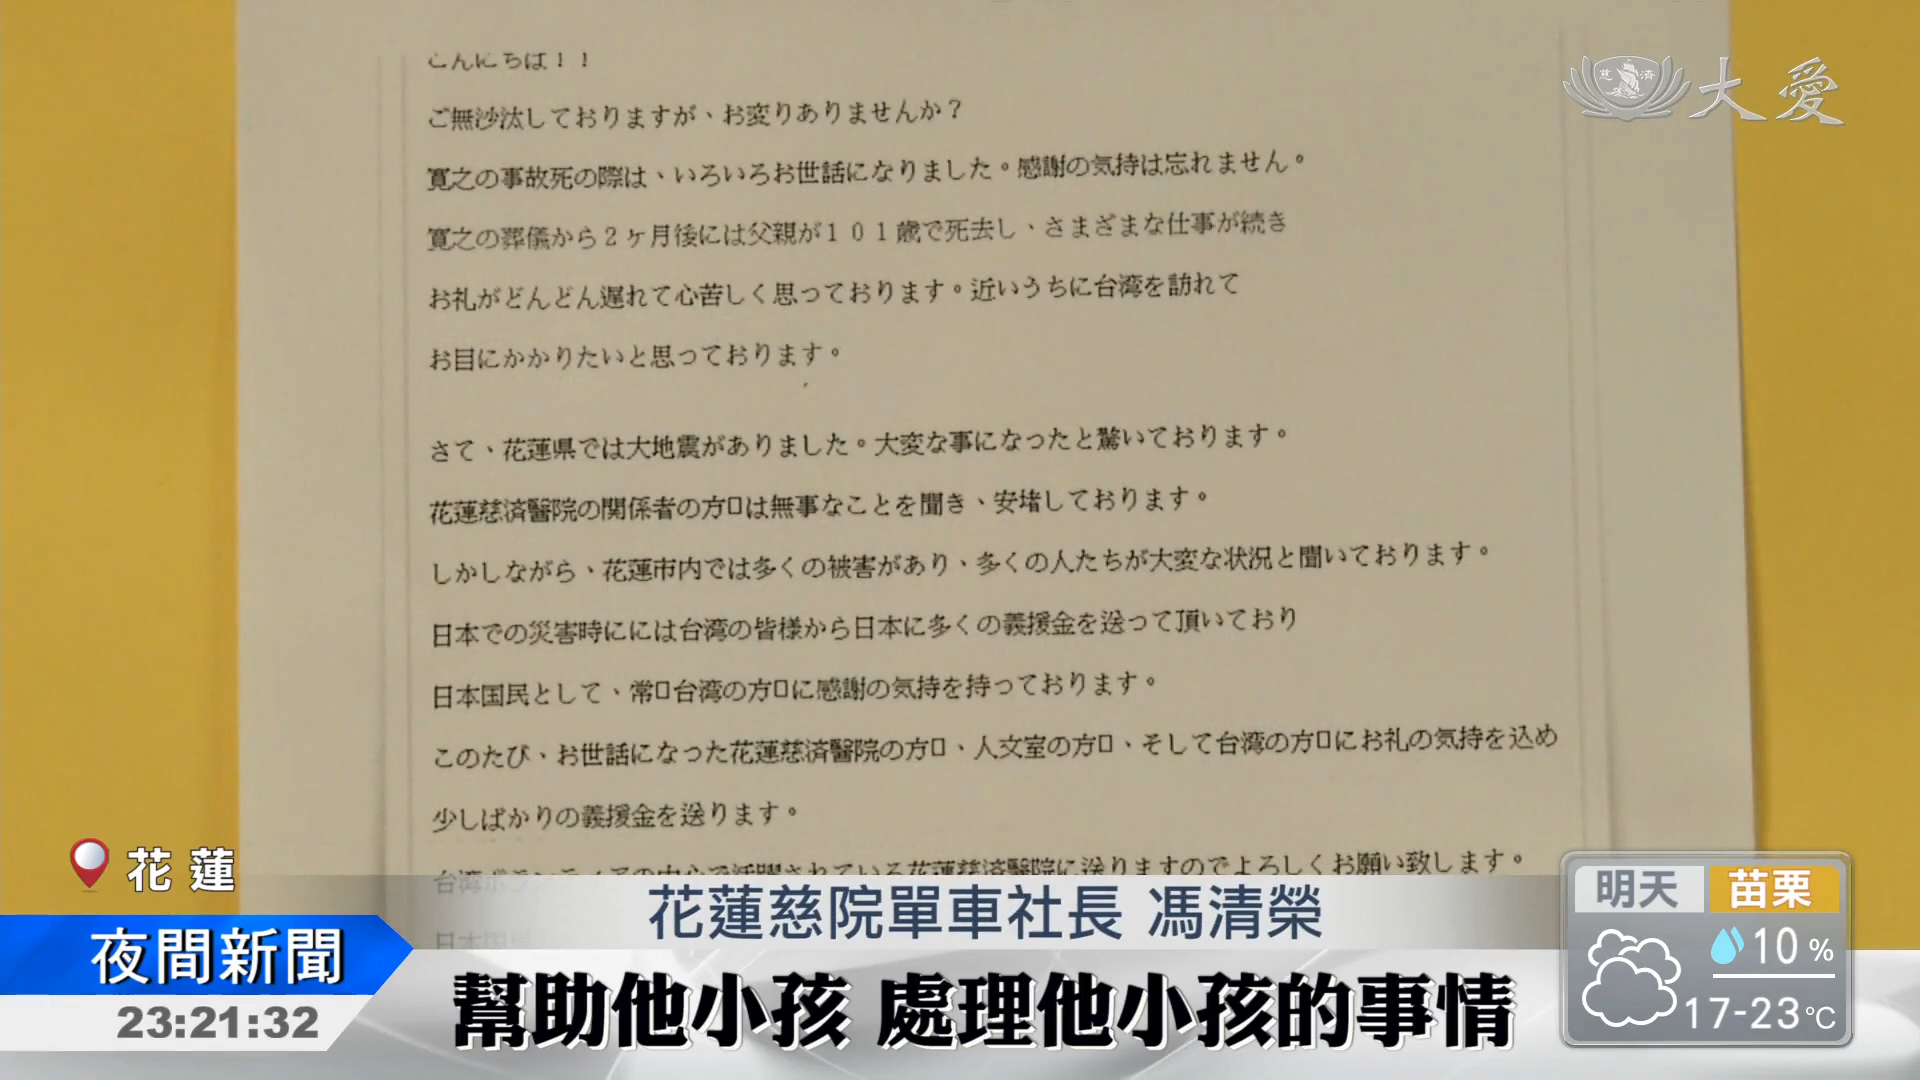 こんにちは！！
慈 濟
大愛
ご無沙汰しておりますが、お変りありませんか？
寛之の事故死の際は、いろいろお世話になりました。感謝の気持は忘れません。
寛之の葬儀から２ヶ月後には父親が１０１歳で死去し、さまざまな仕事が続き
お礼がどんどん遅れて心苦しく思っております。近いうちに台湾を訪れて
お目にかかりたいと思っております。
さて、花蓮県では大地震がありました。大変な事になったと驚いております。
花蓮慈済醫院の関係者の方□は無事なことを聞き、安堵しております。
しかしながら、花蓮市内では多くの被害があり、多くの人たちが大変な状況と聞いております。
日本での災害時にには台湾の皆様から日本に多くの義援金を送って頂いており
日本国民として、常□台湾の方□に感謝の気持を持っております。
このたび、お世話になった花蓮慈済醫院の方□、人文室の方□、そして台湾の方□にお礼の気持を込め
少しばかりの義援金を送ります。
台湾ボランティアの中心で活躍されている花蓮慈済醫院に送りますのでよろしくお願い致します。
花蓮
花蓮慈院單車社長 馮清榮
夜間新聞
幫助他小孩 處理他小孩的事情
23:21:32
明天 苗栗
10 %
17-23°C